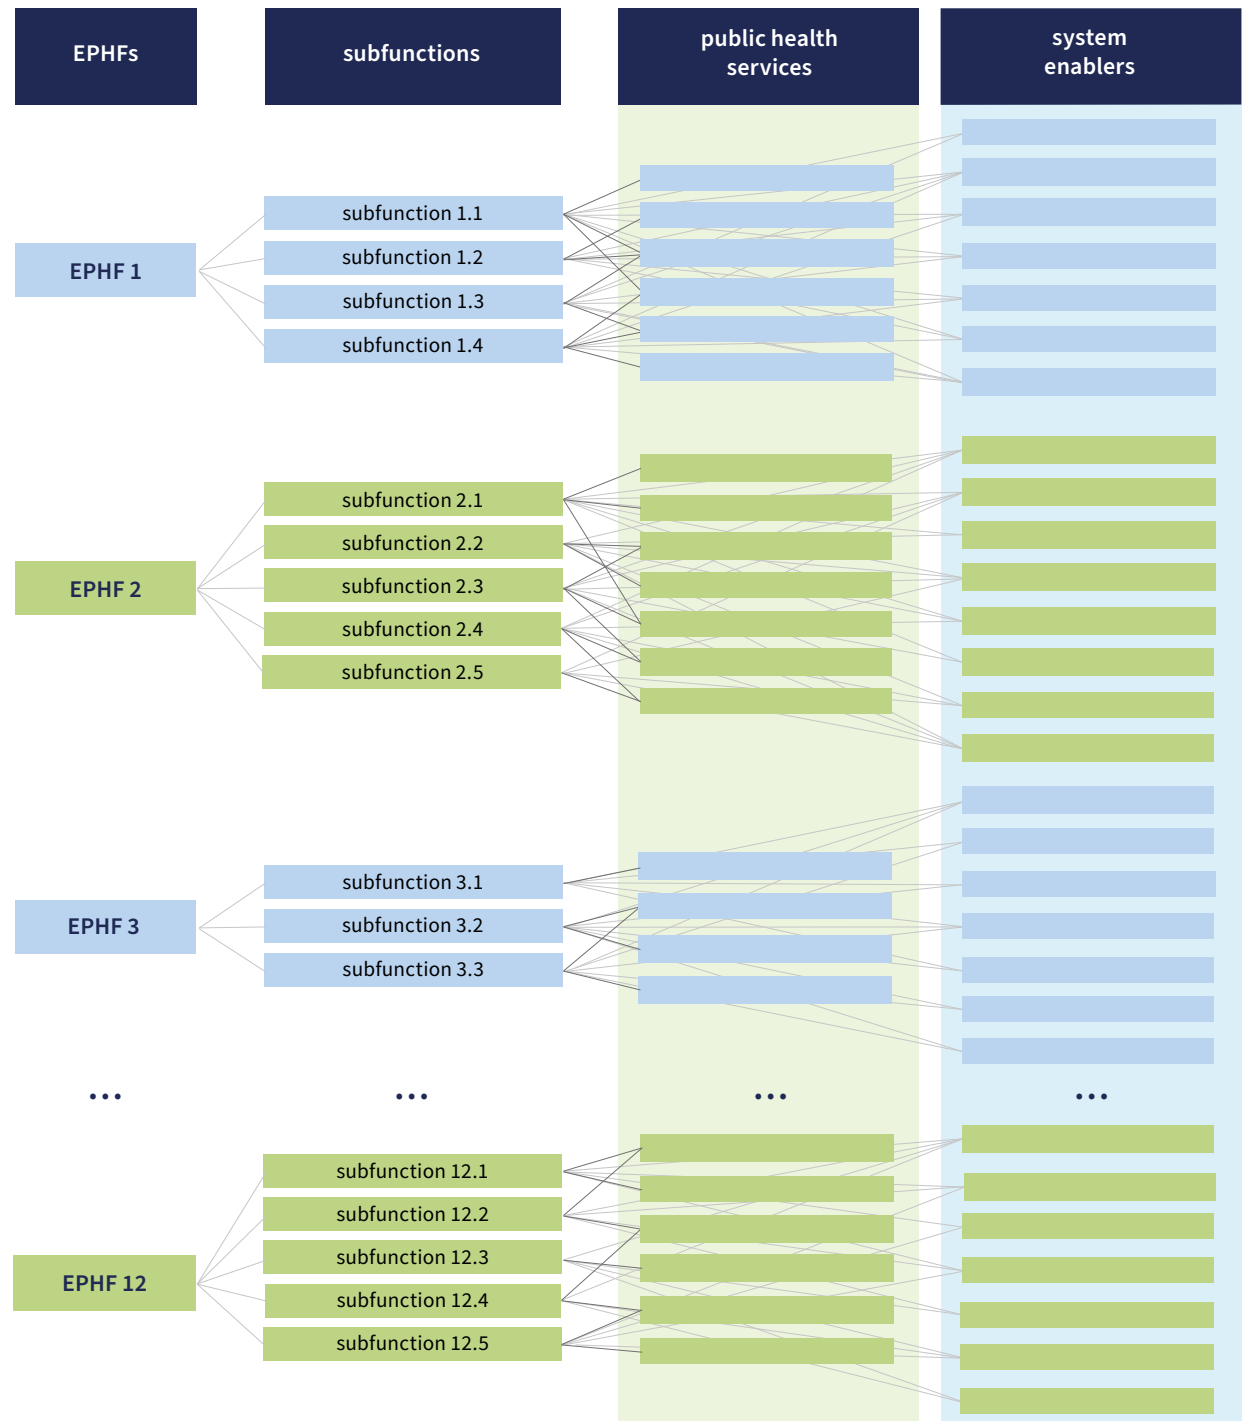 EPHFs
subfunctions
public health
services
system
enablers
EPHF 1
subfunction 1.1
subfunction 1.2
subfunction 1.3
subfunction 1.4
EPHF 2
subfunction 2.1
subfunction 2.2
subfunction 2.3
subfunction 2.4
subfunction 2.5
EPHF 3
subfunction 3.1
subfunction 3.2
subfunction 3.3
... ... ... ...
EPHF 12
subfunction 12.1
subfunction 12.2
subfunction 12.3
subfunction 12.4
subfunction 12.5